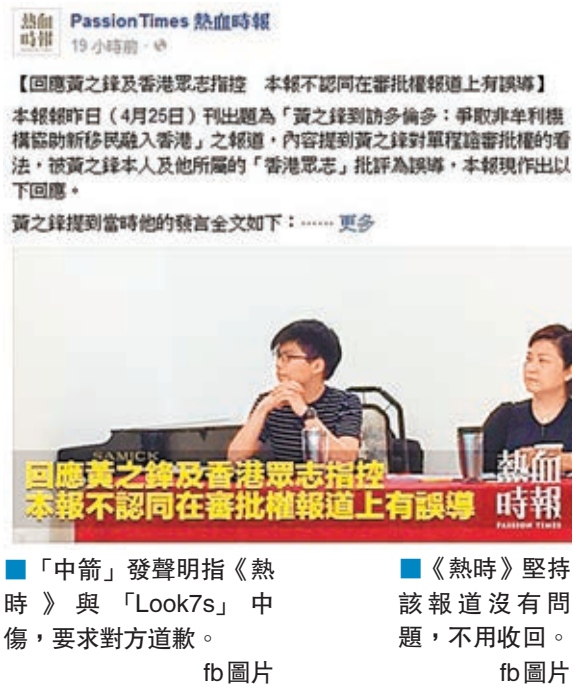 熱血
時報
PassionTimes 熱血時報
19 小時前 ·
【回應黃之鋒及香港眾志指控　本報不認同在審批權報道上有誤導】
本報報昨日（4月25日）刊出題為「黃之鋒到訪多倫多：爭取非牟利機
構協助新移民融入香港」之報道，內容提到黃之鋒對單程證審批權的看
法，被黃之鋒本人及他所屬的「香港眾志」批評為誤導，本報現作出以
下回應。
黃之鋒提到當時他的發言全文如下：…… 更多
SAMICK
回應黃之鋒及香港眾志指控
本報不認同在審批權報道上有誤導
熱血
時報
PASSION TIMES
■「中箭」發聲明指《熱
時》與「Look7s」中
傷，要求對方道歉。
fb圖片
■《熱時》堅持
該報道沒有問
題，不用收回。
fb圖片